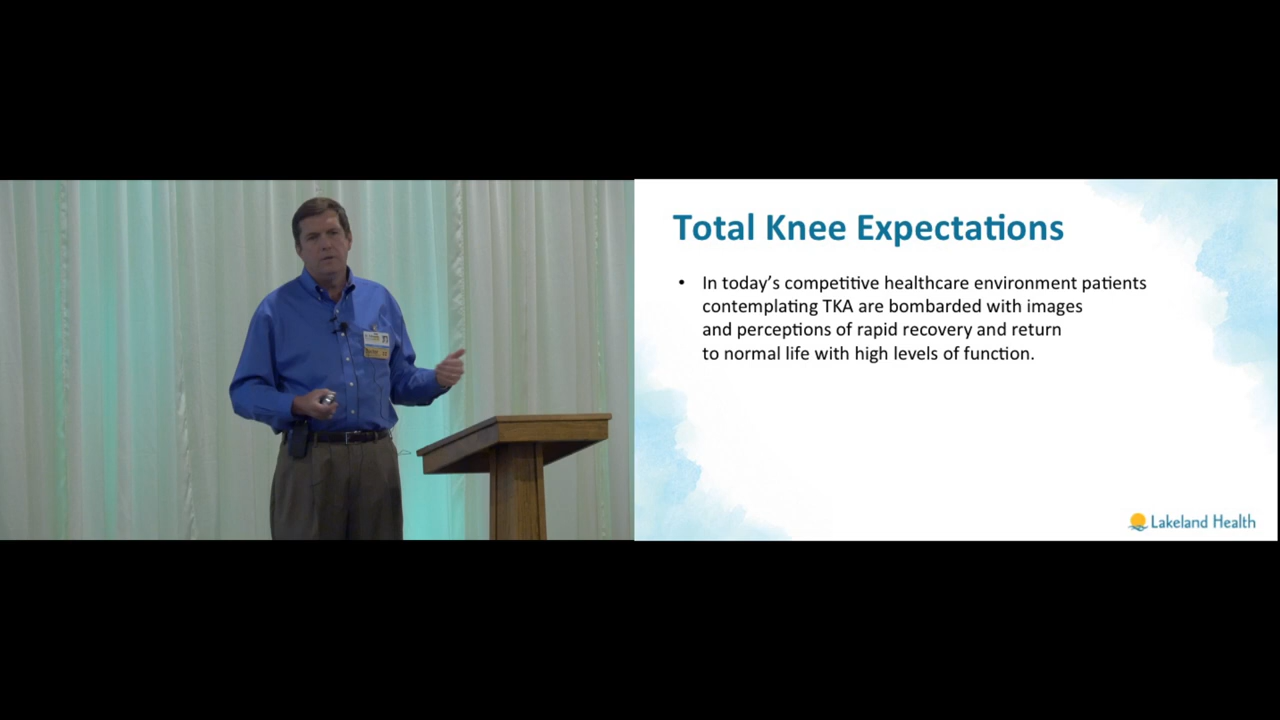 Total Knee Expectations
• In today's competitive healthcare environment patients
contemplating TKA are bombarded with images
and perceptions of rapid recovery and return
to normal life with high levels of function.
Lakeland Health